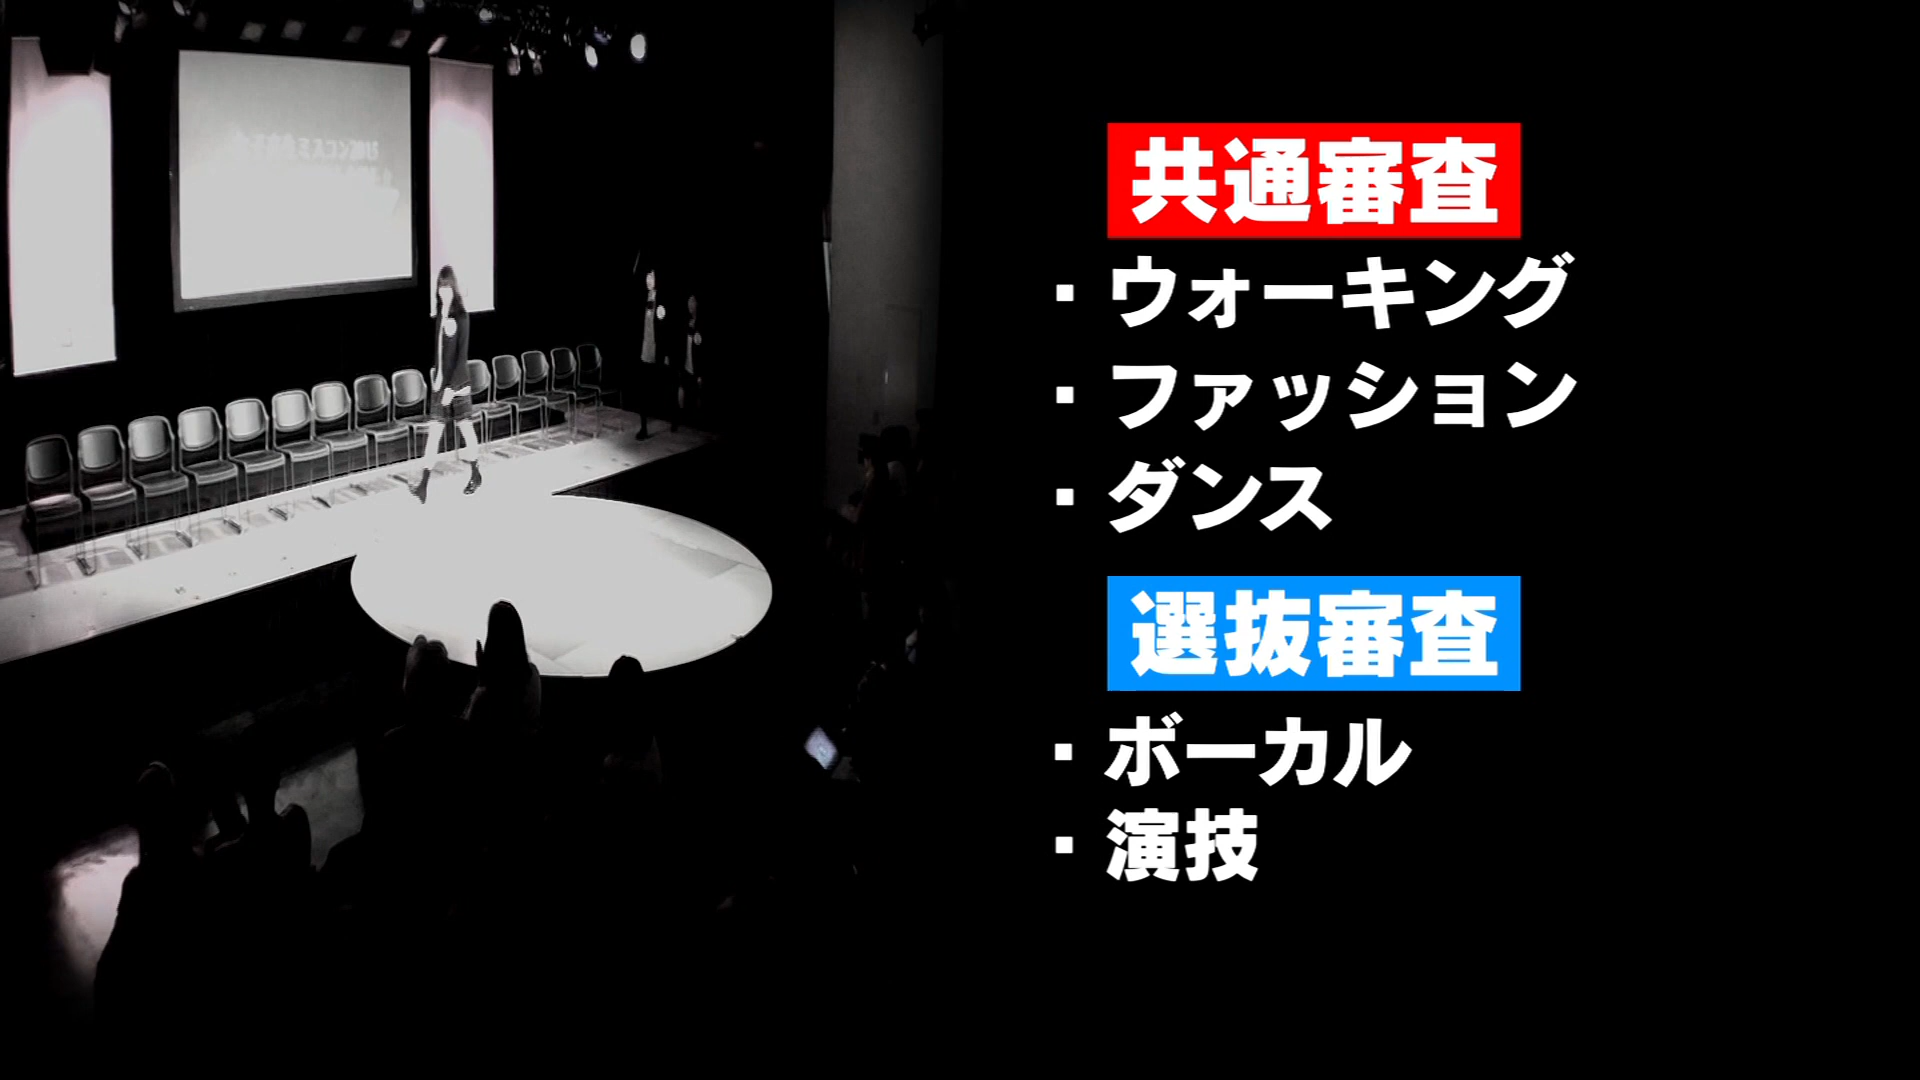 共通審査
・ウォーキング
・ファッション
・ダンス
選抜審査
・ボーカル
・演技